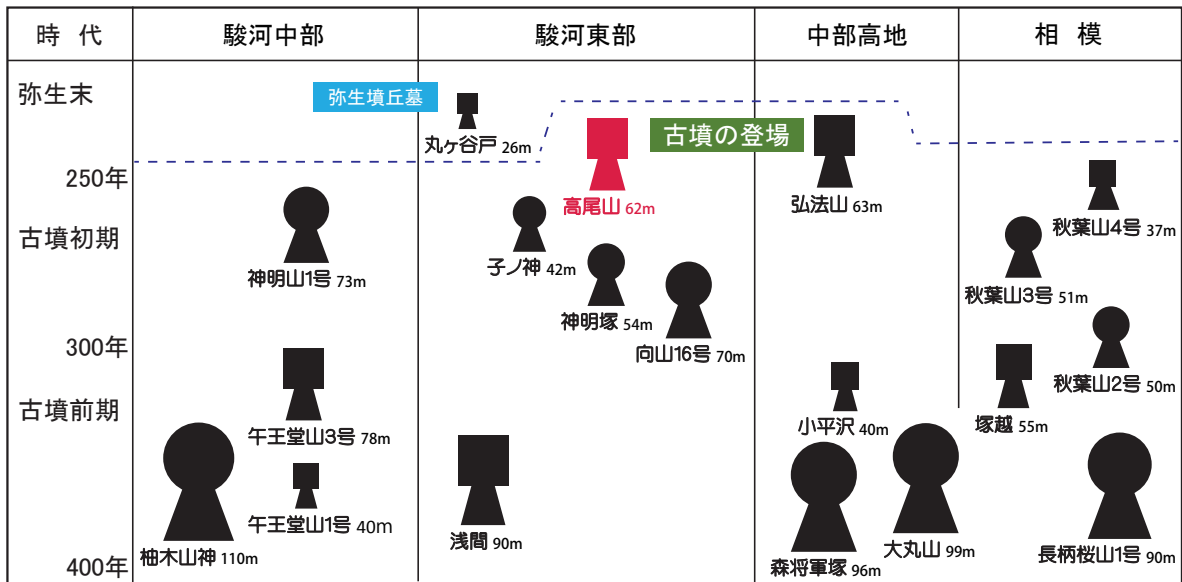 時代
駿河中部
駿河東部
中部高地
相模
弥生末
250年
古墳初期
300年
古墳前期
400年
弥生墳丘墓
古墳の登場
神明山1号 73m
午王堂山3号 78m
午王堂山1号 40m
柚木山神 110m
丸ヶ谷戸 26m
高尾山 62m
子ノ神 42m
神明塚 54m
向山16号 70m
浅間 90m
弘法山 63m
小平沢 40m
森将軍塚 96m
大丸山 99m
秋葉山4号 37m
秋葉山3号 51m
秋葉山2号 50m
塚越 55m
長柄桜山1号 90m